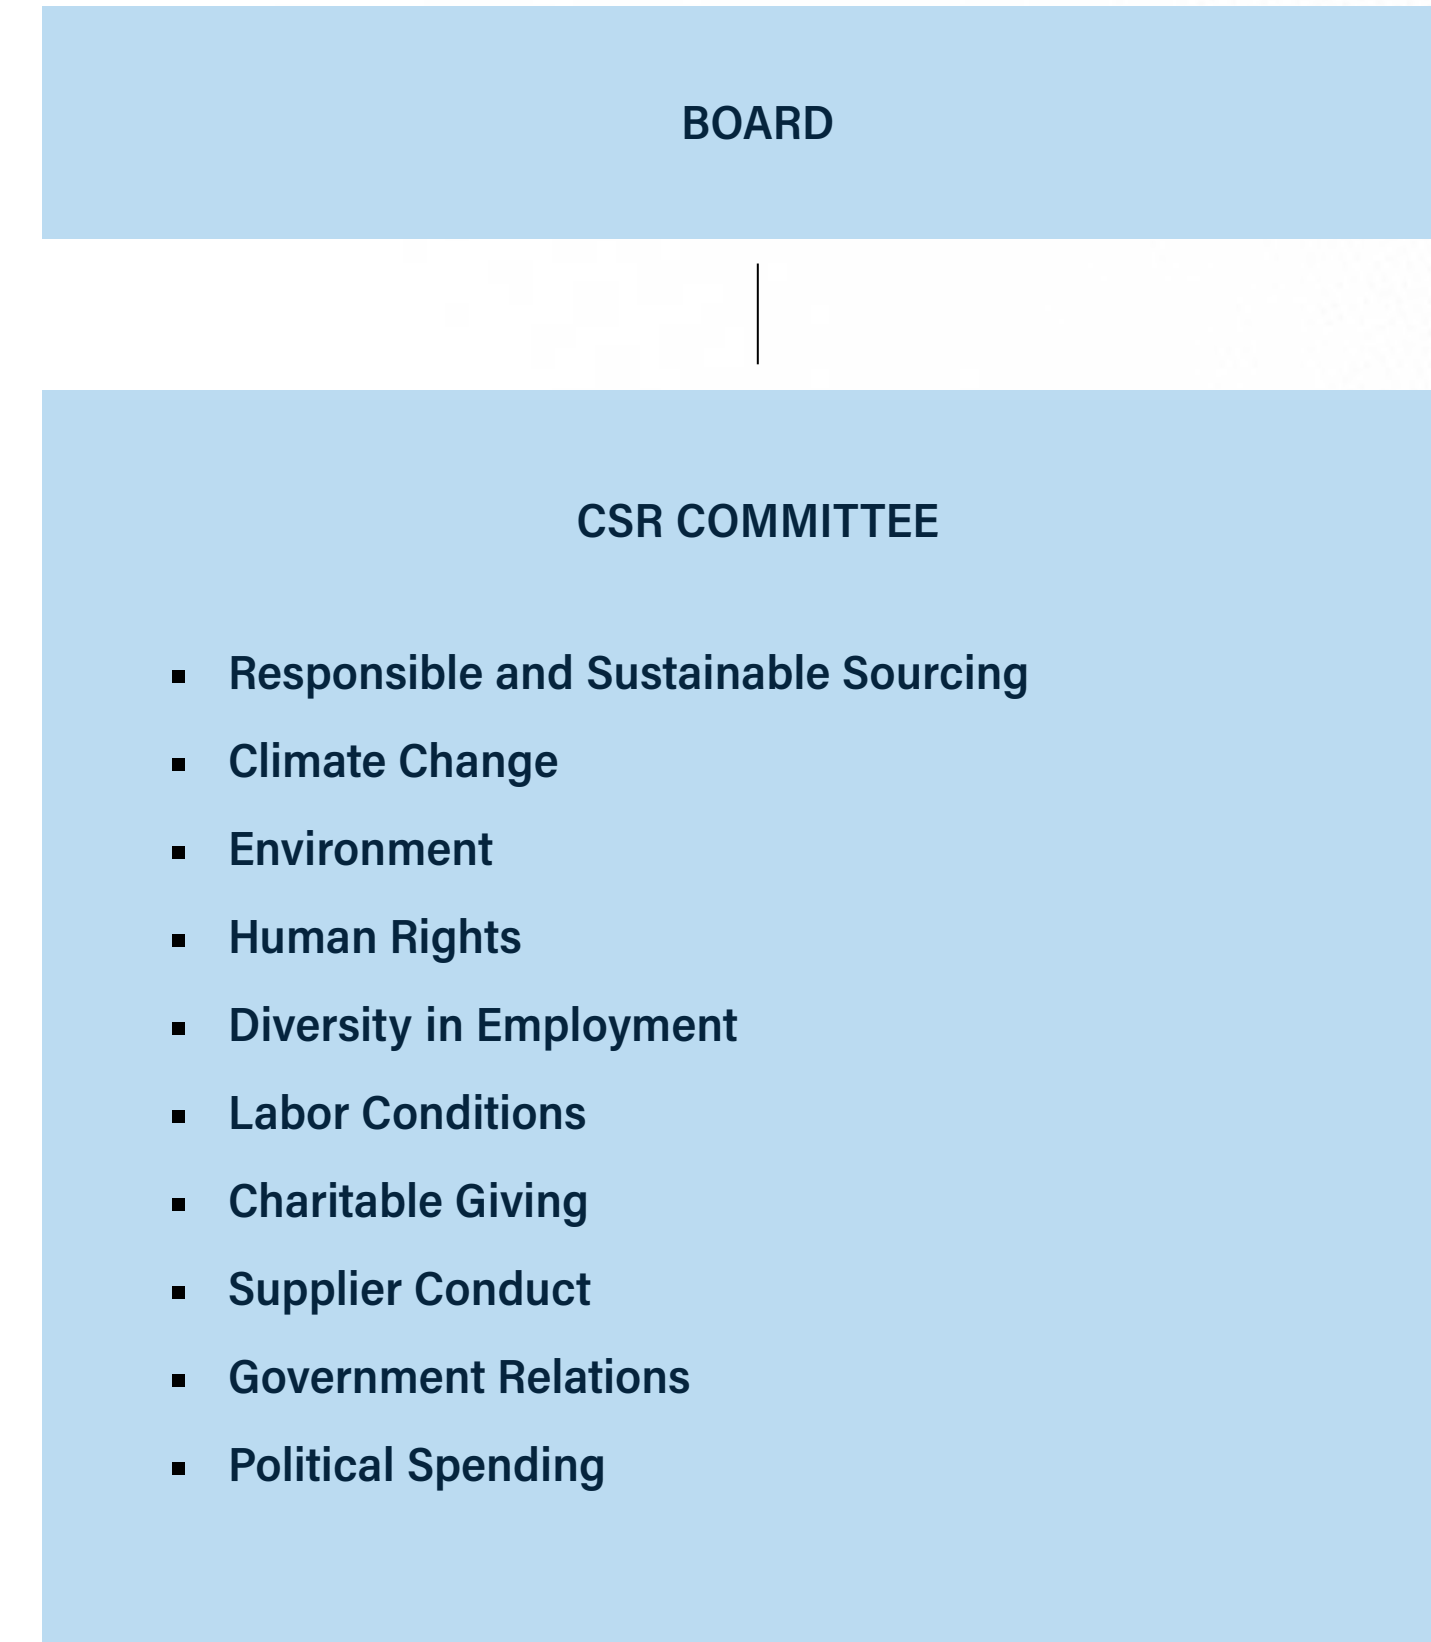 BOARD
CSR COMMITTEE
▪ Responsible and Sustainable Sourcing
▪ Climate Change
▪ Environment
▪ Human Rights
▪ Diversity in Employment
▪ Labor Conditions
▪ Charitable Giving
▪ Supplier Conduct
▪ Government Relations
▪ Political Spending